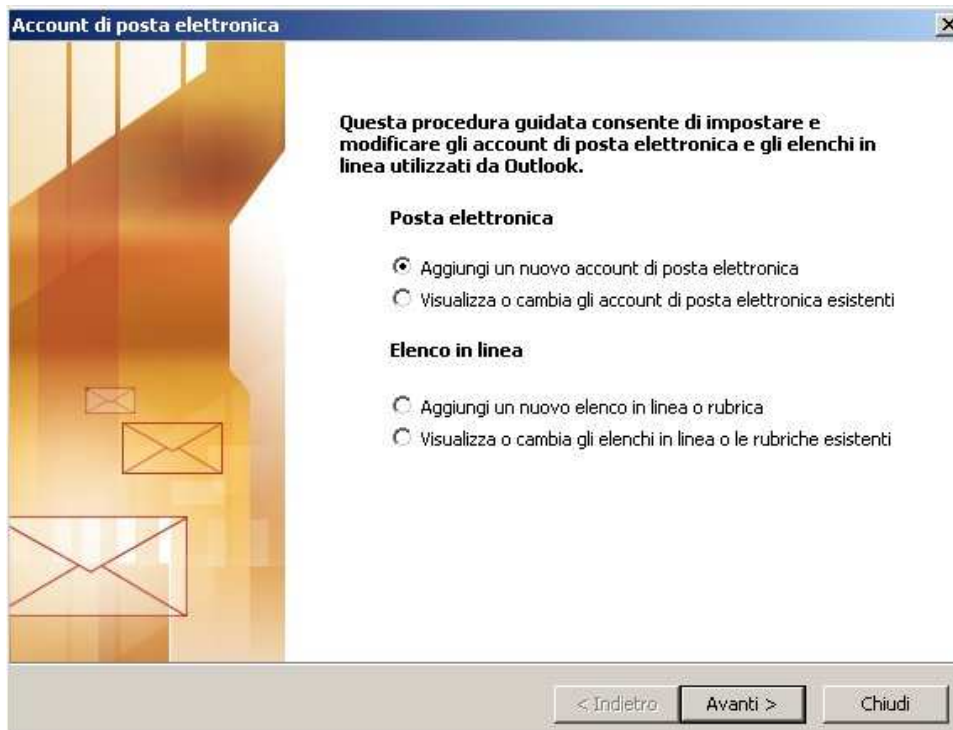 Account di posta elettronica
Questa procedura guidata consente di impostare e
modificare gli account di posta elettronica e gli elenchi in
linea utilizzati da Outlook.
Posta elettronica
Aggiungi un nuovo account di posta elettronica
Visualizza o cambia gli account di posta elettronica esistenti
Elenco in linea
Aggiungi un nuovo elenco in linea o rubrica
Visualizza o cambia gli elenchi in linea o le rubriche esistenti
< Indietro
Avanti >
Chiudi